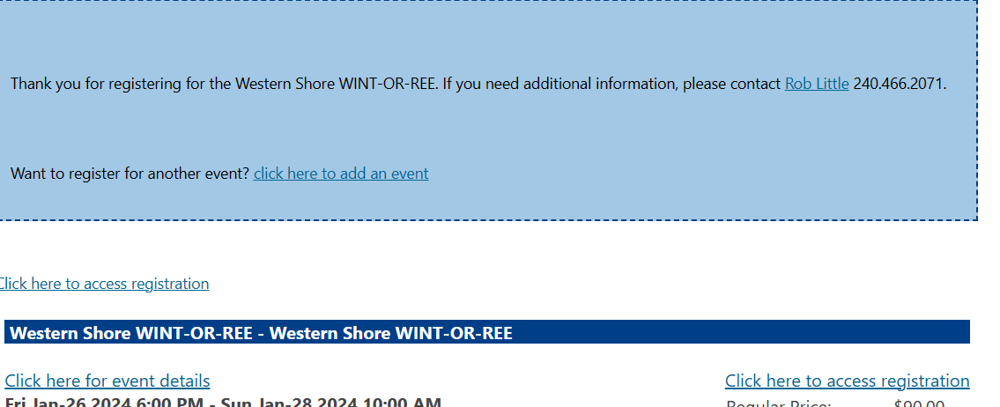 Thank you for registering for the Western Shore WINT-OR-REE. If you need additional information, please contact Rob Little 240.466.2071.
Want to register for another event? click here to add an event
Click here to access registration
Western Shore WINT-OR-REE - Western Shore WINT-OR-REE
Click here for event details Click here to access registration
Fri Jan-26 2024 6:00 PM - Sun Jan-28 2024 10:00 AM Regular Price: $90.00